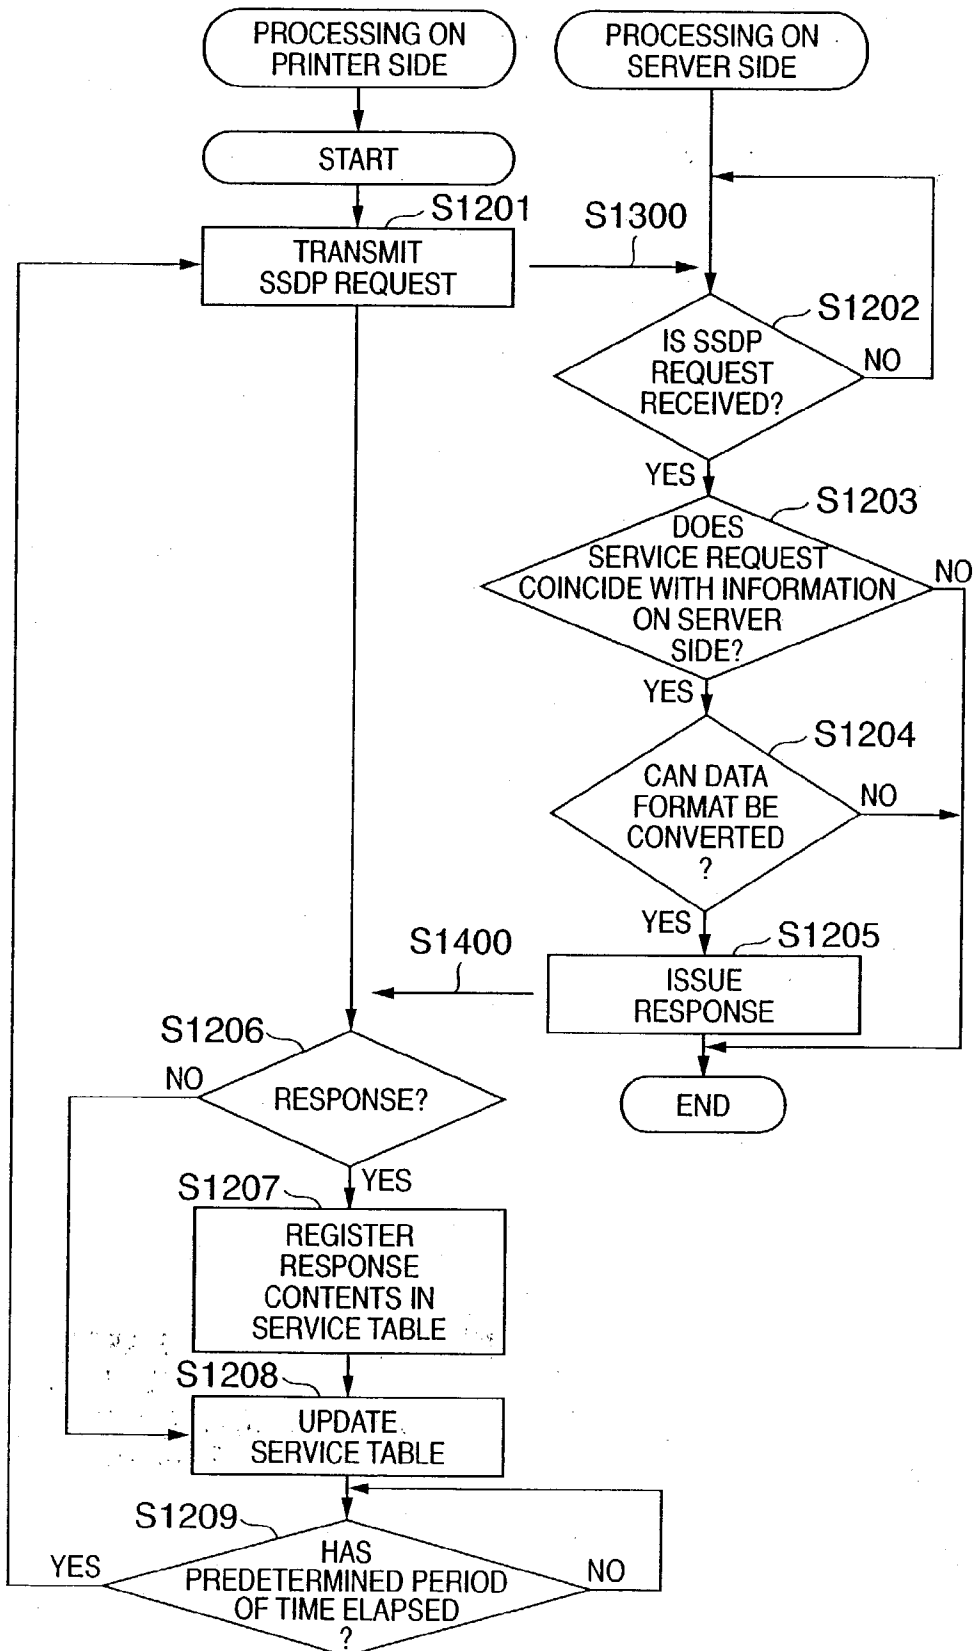 PROCESSING ON
PRINTER SIDE
START
S1201
TRANSMIT
SSDP REQUEST
S1300
PROCESSING ON
SERVER SIDE
S1202
IS SSDP
REQUEST
RECEIVED?
NO
YES
S1203
DOES
SERVICE REQUEST
COINCIDE WITH INFORMATION
ON SERVER
SIDE?
NO
YES
S1204
CAN DATA
FORMAT BE
CONVERTED
?
NO
YES
S1205
ISSUE
RESPONSE
S1400
END
S1206
RESPONSE?
NO
YES
S1207
REGISTER
RESPONSE
CONTENTS IN
SERVICE TABLE
S1208
UPDATE
SERVICE TABLE
S1209
HAS
PREDETERMINED PERIOD
OF TIME ELAPSED
?
YES
NO